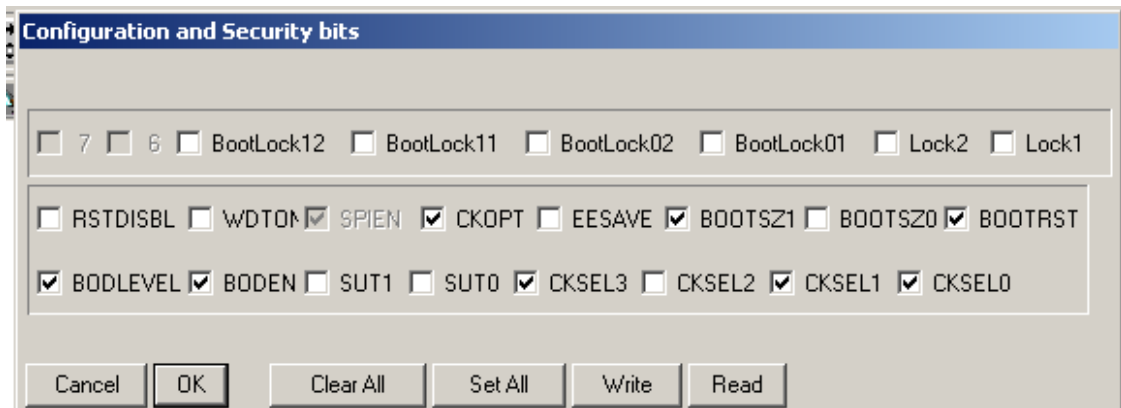 Configuration and Security bits
7 6 BootLock12 BootLock11 BootLock02 BootLock01 Lock2 Lock1
RSTDISBL WDTON SPIEN CKOPT EESAVE BOOTSZ1 BOOTSZ0 BOOTRST
BODLEVEL BODEN SUT1 SUT0 CKSEL3 CKSEL2 CKSEL1 CKSEL0
Cancel OK Clear All Set All Write Read